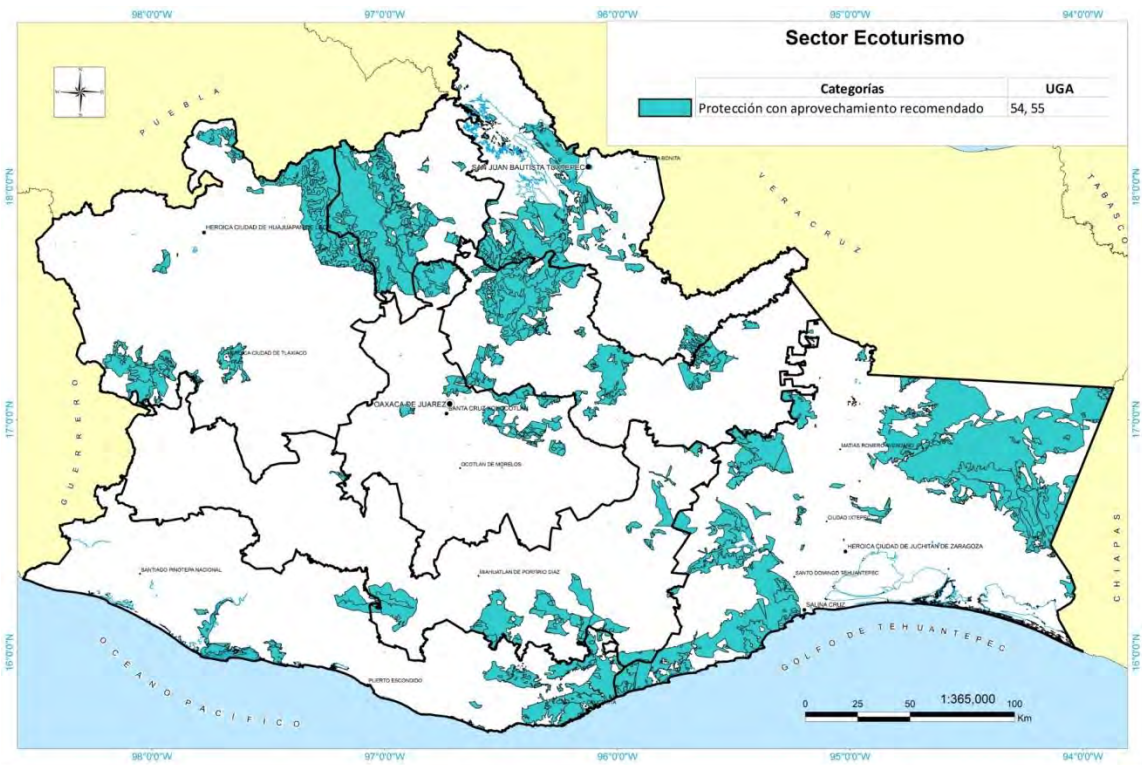 98°0'0"W 97°0'0"W 96°0'0"W 95°0'0"W 94°0'0"W
Sector Ecoturismo
Categorías UGA
Protección con aprovechamiento recomendado 54, 55
N
W E
S
PUEBLA
VERACRUZ
TABASCO
GUERRERO
CHIAPAS
18°0'0"N 18°0'0"N
17°0'0"N 17°0'0"N
16°0'0"N 16°0'0"N
SAN JUAN BAUTISTA TUXTEPEC
LOMA BONITA
HEROICA CIUDAD DE HUAJUAPAN DE
HEROICA CIUDAD DE TLAXIACO
OAXACA DE JUAREZ
SANTA CRUZ
OCOTLAN DE MORELOS
MATIAS ROMERO
CIUDAD IXTEPEC
HEROICA CIUDAD DE JUCHITAN DE ZARAGOZA
SANTIAGO PINOTEPA NACIONAL
MIAHUATLAN DE PORFIRIO DIAZ
SANTO DOMINGO TEHUANTEPEC
SALINA CRUZ
PUERTO ESCONDIDO
OCEANO PACÍFICO
GOLFO DE TEHUANTEPEC
1:365,000
0 25 50 100
Km
98°0'0"W 97°0'0"W 96°0'0"W 95°0'0"W 94°0'0"W